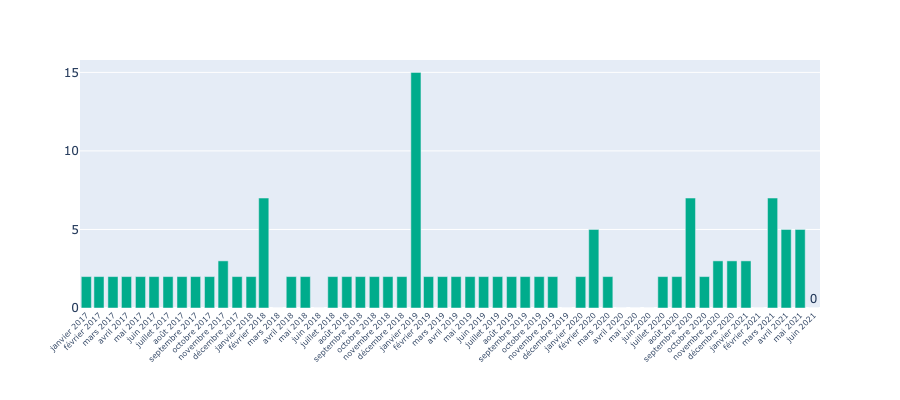 15
10
5
0
0
janvier 2017
février 2017
mars 2017
avril 2017
mai 2017
juin 2017
juillet 2017
août 2017
septembre 2017
octobre 2017
novembre 2017
décembre 2017
janvier 2018
février 2018
mars 2018
avril 2018
mai 2018
juin 2018
juillet 2018
août 2018
septembre 2018
octobre 2018
novembre 2018
décembre 2018
janvier 2019
février 2019
mars 2019
avril 2019
mai 2019
juin 2019
juillet 2019
août 2019
septembre 2019
octobre 2019
novembre 2019
décembre 2019
janvier 2020
février 2020
mars 2020
avril 2020
mai 2020
juin 2020
juillet 2020
août 2020
septembre 2020
octobre 2020
novembre 2020
décembre 2020
janvier 2021
février 2021
mars 2021
avril 2021
mai 2021
juin 2021